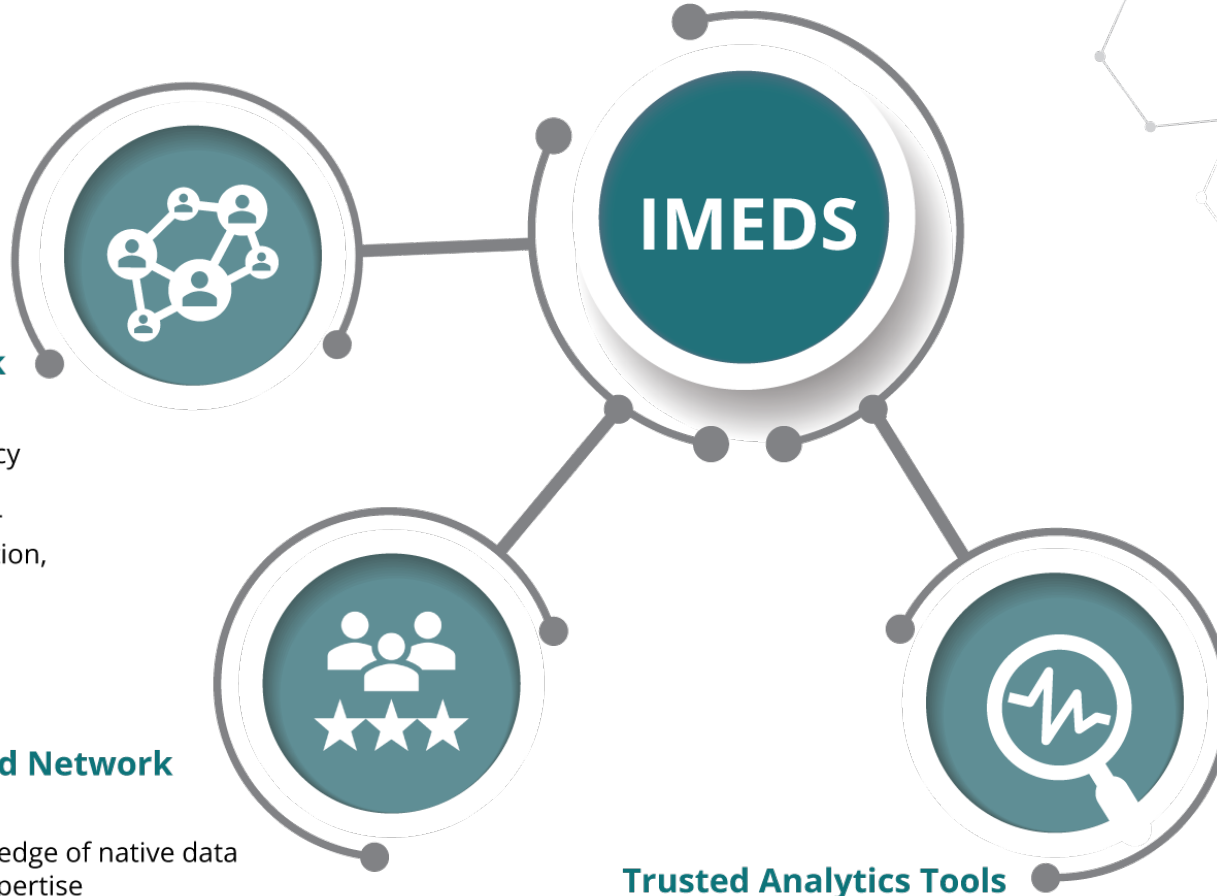 IMEDS
k
cy
ion,
d Network
edge of native data
pertise
Trusted Analytics Tools